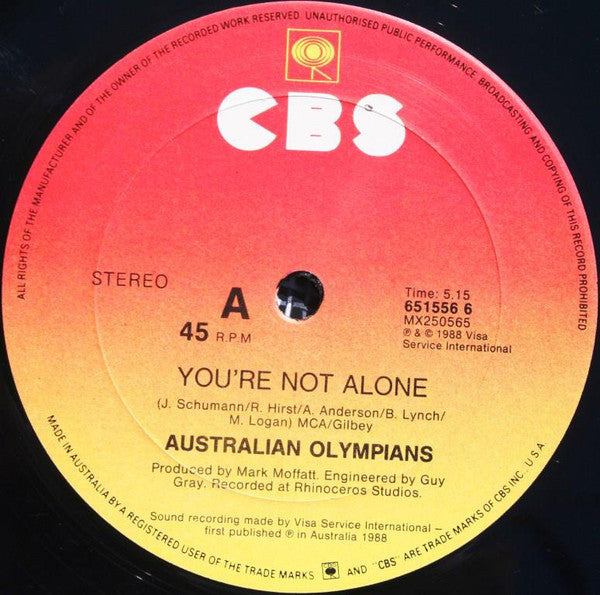 ALL RIGHTS OF THE MANUFACTURER AND OF THE OWNER OF THE RECORDED WORK RESERVED. UNAUTHORISED PUBLIC PERFORMANCE, BROADCASTING AND COPYING OF THIS RECORD PROHIBITED
CBS
STEREO
A
45 R.P.M
Time: 5.15
651556 6
MX250565
℗ & © 1988 Visa
Service International
YOU'RE NOT ALONE
(J. Schumann/R. Hirst/A. Anderson/B. Lynch/
M. Logan) MCA/Gilbey
AUSTRALIAN OLYMPIANS
Produced by Mark Moffatt. Engineered by Guy
Gray. Recorded at Rhinoceros Studios.
Sound recording made by Visa Service International –
first published ℗ in Australia 1988
MADE IN AUSTRALIA BY A REGISTERED USER OF THE TRADE MARKS AND "CBS" ARE TRADE MARKS OF CBS INC. U.S.A